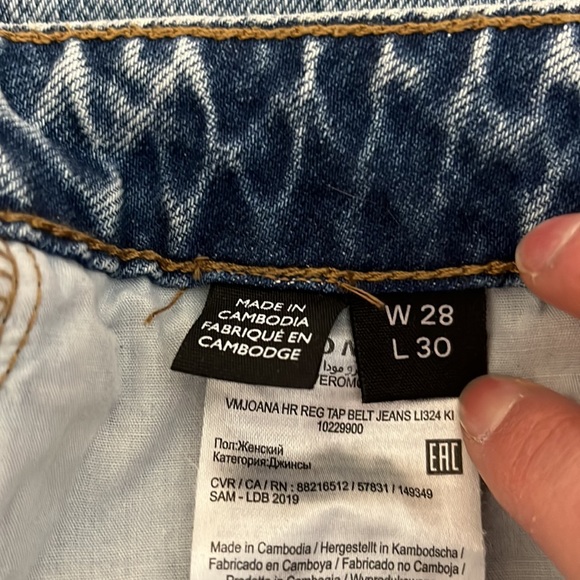 MADE IN
CAMBODIA
FABRIQUÉ EN
CAMBODGE
W 28
L 30
VMJOANA HR REG TAP BELT JEANS LI324 KI
10229900
Пол:Женский
Категория:Джинсы
EAC
CVR / CA / RN : 88216512 / 57831 / 149349
SAM - LDB 2019
Made in Cambodia / Hergestellt in Kambodscha /
Fabricado en Camboya / Fabricado no Camboja /